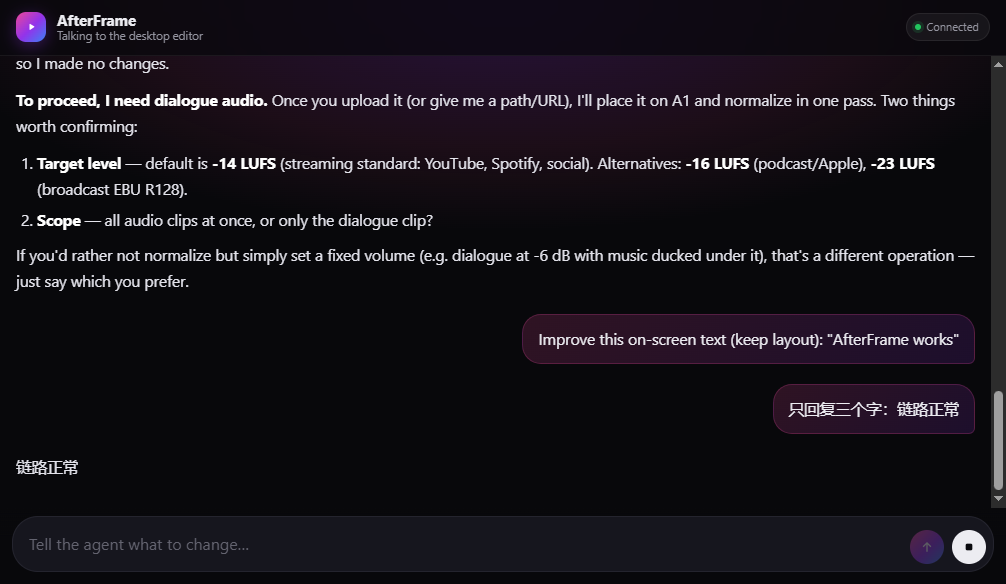 AfterFrame
Talking to the desktop editor
Connected
so I made no changes.
To proceed, I need dialogue audio. Once you upload it (or give me a path/URL), I'll place it on A1 and normalize in one pass. Two things
worth confirming:
1. Target level — default is -14 LUFS (streaming standard: YouTube, Spotify, social). Alternatives: -16 LUFS (podcast/Apple), -23 LUFS
(broadcast EBU R128).
2. Scope — all audio clips at once, or only the dialogue clip?
If you'd rather not normalize but simply set a fixed volume (e.g. dialogue at -6 dB with music ducked under it), that's a different operation —
just say which you prefer.
Improve this on-screen text (keep layout): "AfterFrame works"
只回复三个字：链路正常
链路正常
Tell the agent what to change...